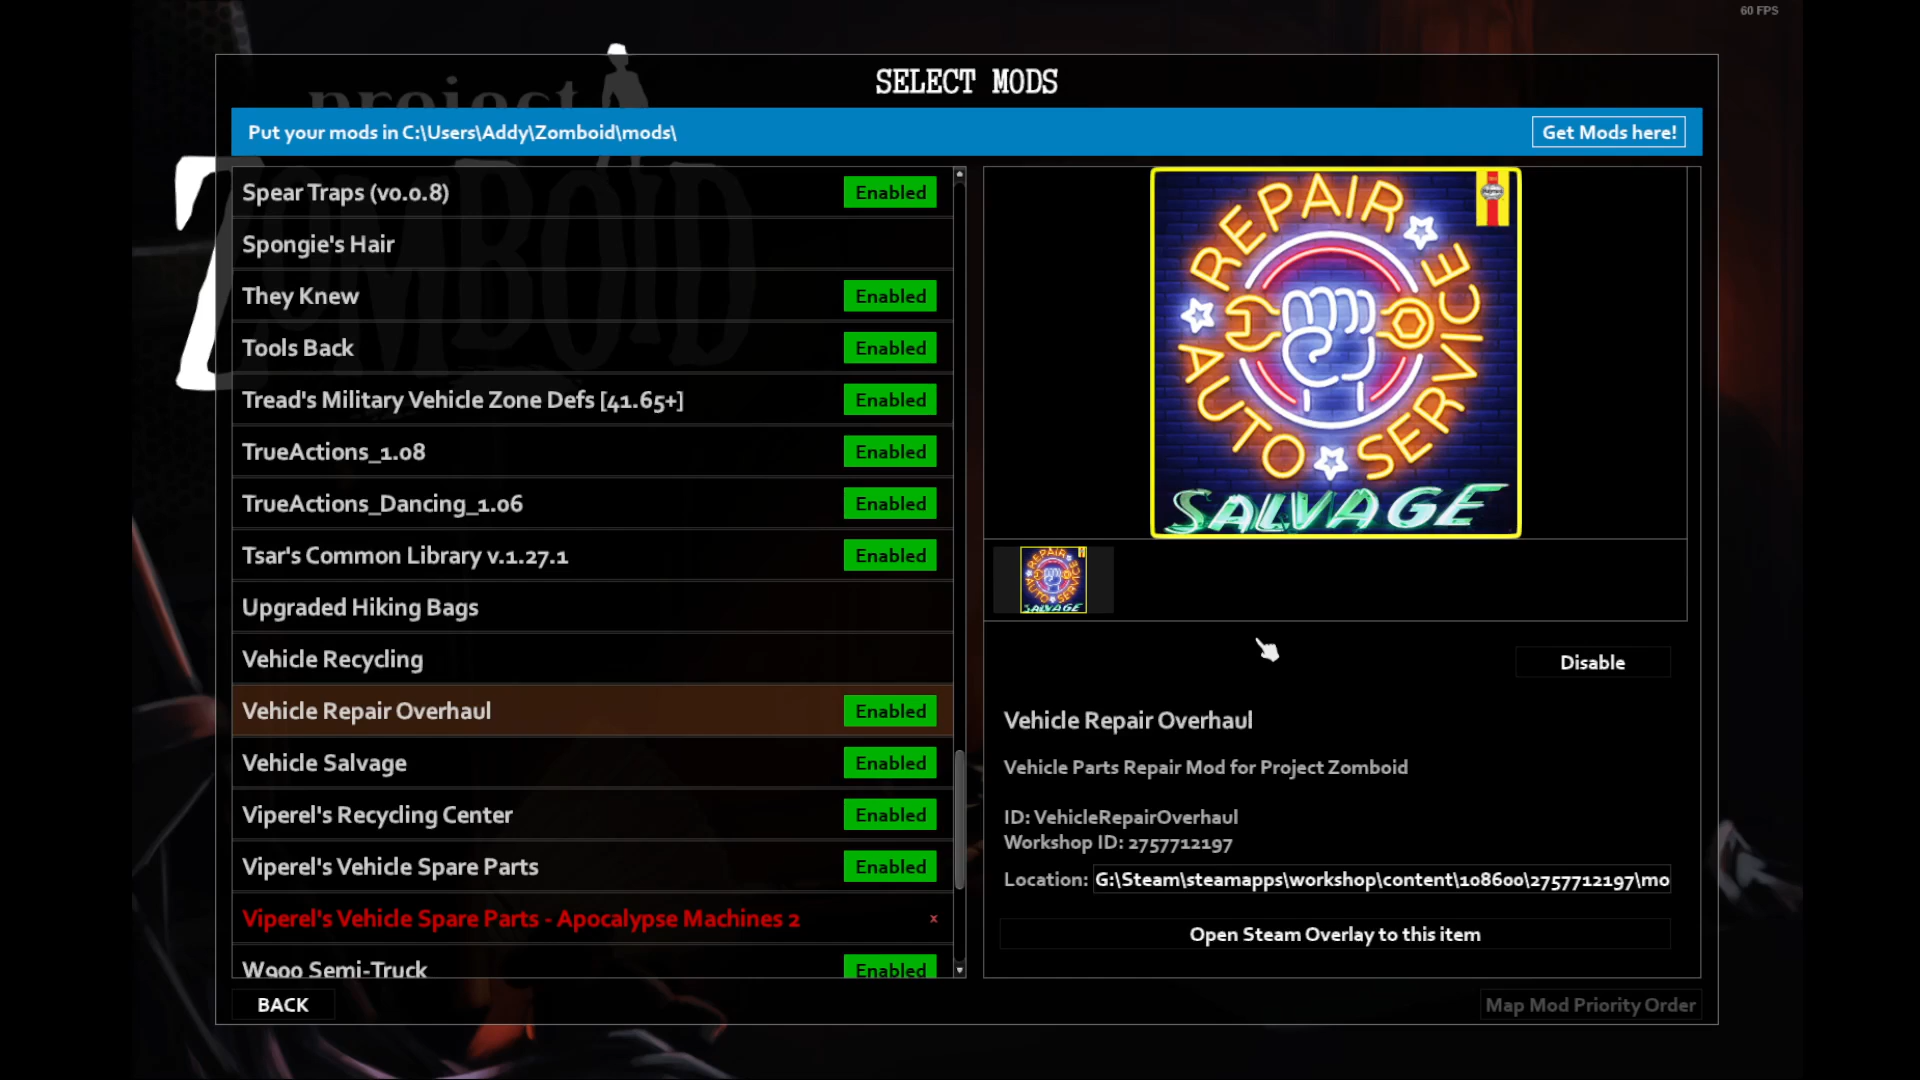 60 FPS
project
ZOMBOID
SELECT MODS
Put your mods in C:\Users\Addy\Zomboid\mods\
Get Mods here!
Spear Traps (v0.0.8)
Enabled
Spongie's Hair
They Knew
Enabled
Tools Back
Enabled
Tread's Military Vehicle Zone Defs [41.65+]
Enabled
TrueActions_1.08
Enabled
TrueActions_Dancing_1.06
Enabled
Tsar's Common Library v.1.27.1
Enabled
Upgraded Hiking Bags
Vehicle Recycling
Vehicle Repair Overhaul
Enabled
Vehicle Salvage
Enabled
Viperel's Recycling Center
Enabled
Viperel's Vehicle Spare Parts
Enabled
Viperel's Vehicle Spare Parts - Apocalypse Machines 2
x
W900 Semi-Truck
Enabled
REPAIR
AUTO SERVICE
SALVAGE
REPAIR
AUTO SERVICE
SALVAGE
Disable
Vehicle Repair Overhaul
Vehicle Parts Repair Mod for Project Zomboid
ID: VehicleRepairOverhaul
Workshop ID: 2757712197
Location: G:\Steam\steamapps\workshop\content\108600\2757712197\mo
Open Steam Overlay to this item
BACK
Map Mod Priority Order